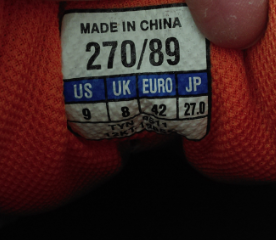 MADE IN CHINA
270/89
US UK EURO JP
9 8 42 27.0